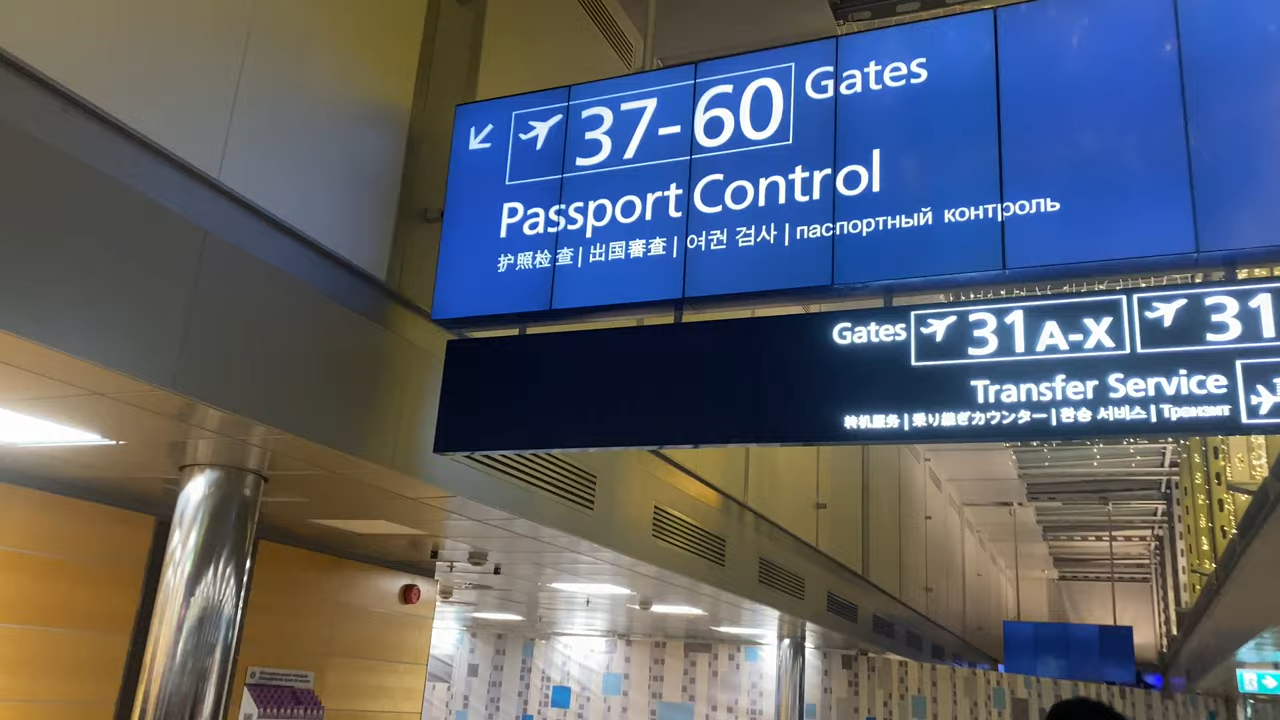 37-60 Gates
Passport Control
护照检查 | 出国審査 | 여권 검사 | паспортный контроль
Gates 31A-X 31
Transfer Service
转机服务 | 乗り継ぎカウンター | 환승 서비스 | Транзит